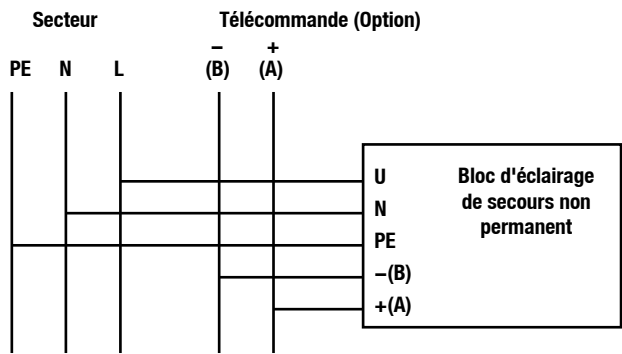 Secteur
Télécommande (Option)
– +
PE N L (B) (A)
U
N
PE
–(B)
+(A)
Bloc d'éclairage
de secours non
permanent